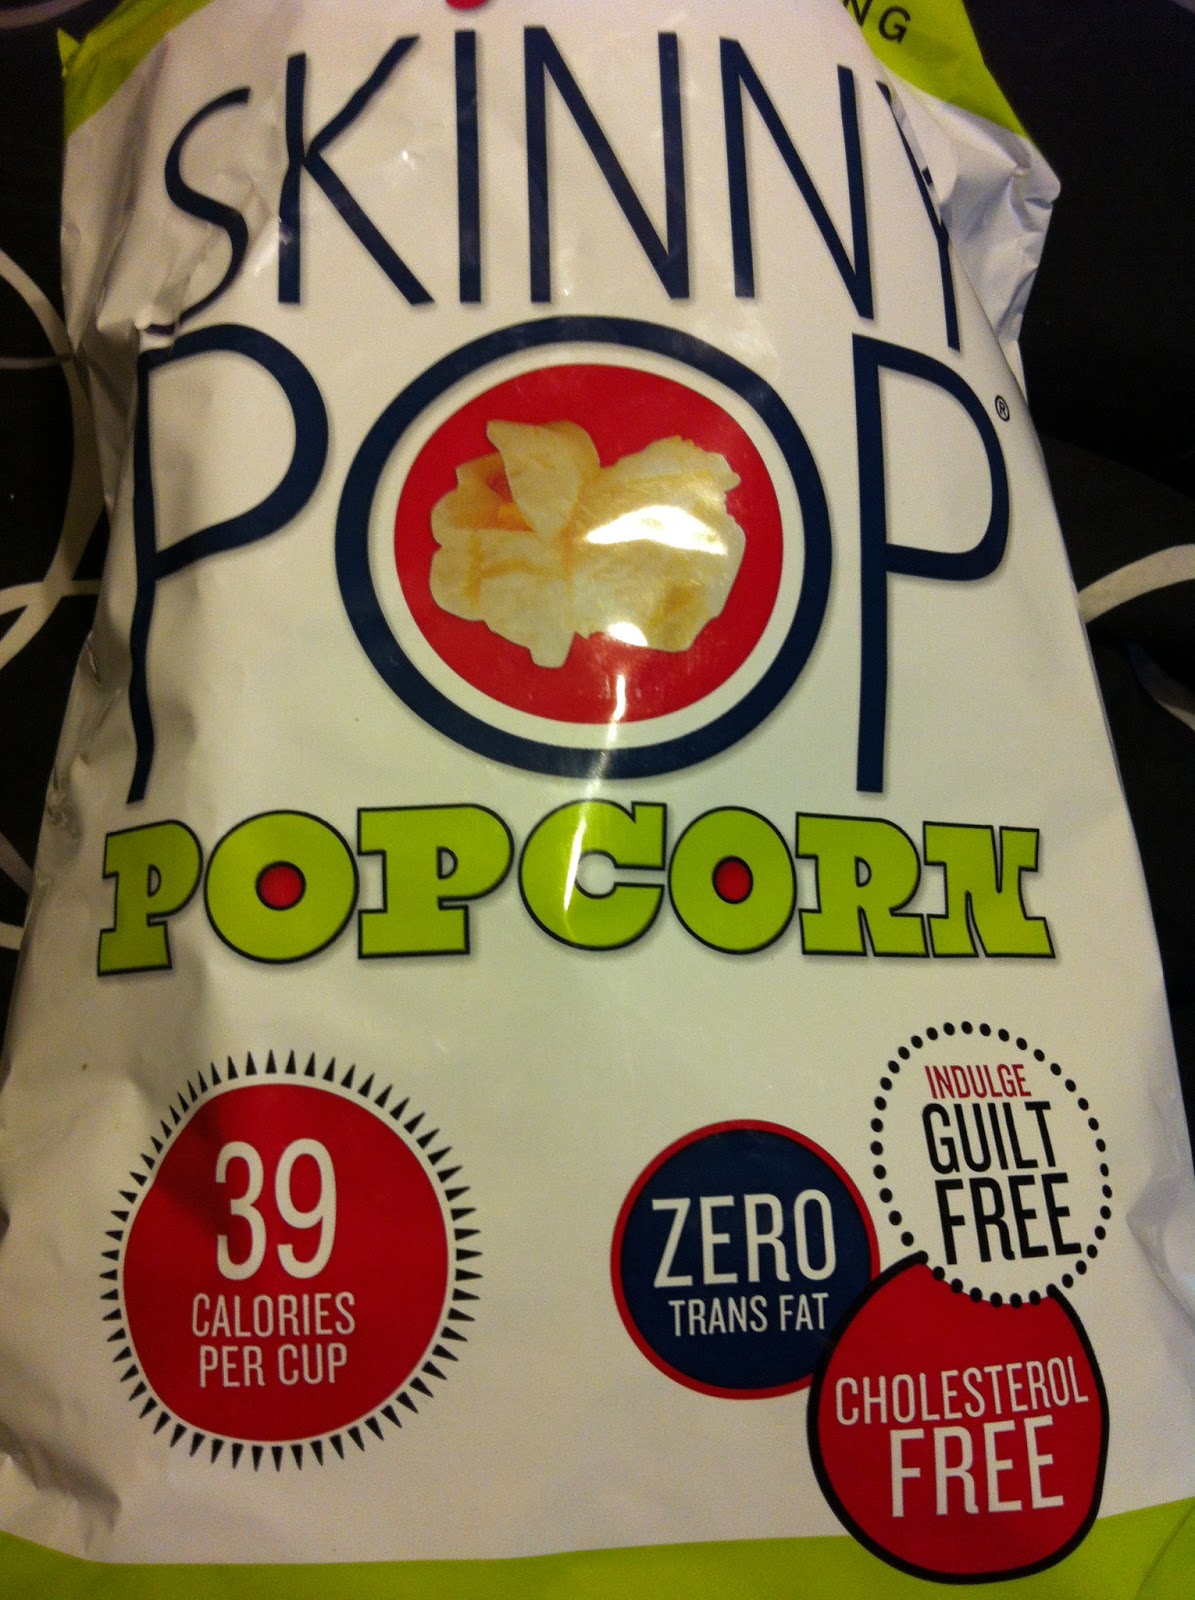 SKINNY
POP®
POPCORN
39
CALORIES
PER CUP
ZERO
TRANS FAT
INDULGE
GUILT
FREE
CHOLESTEROL
FREE